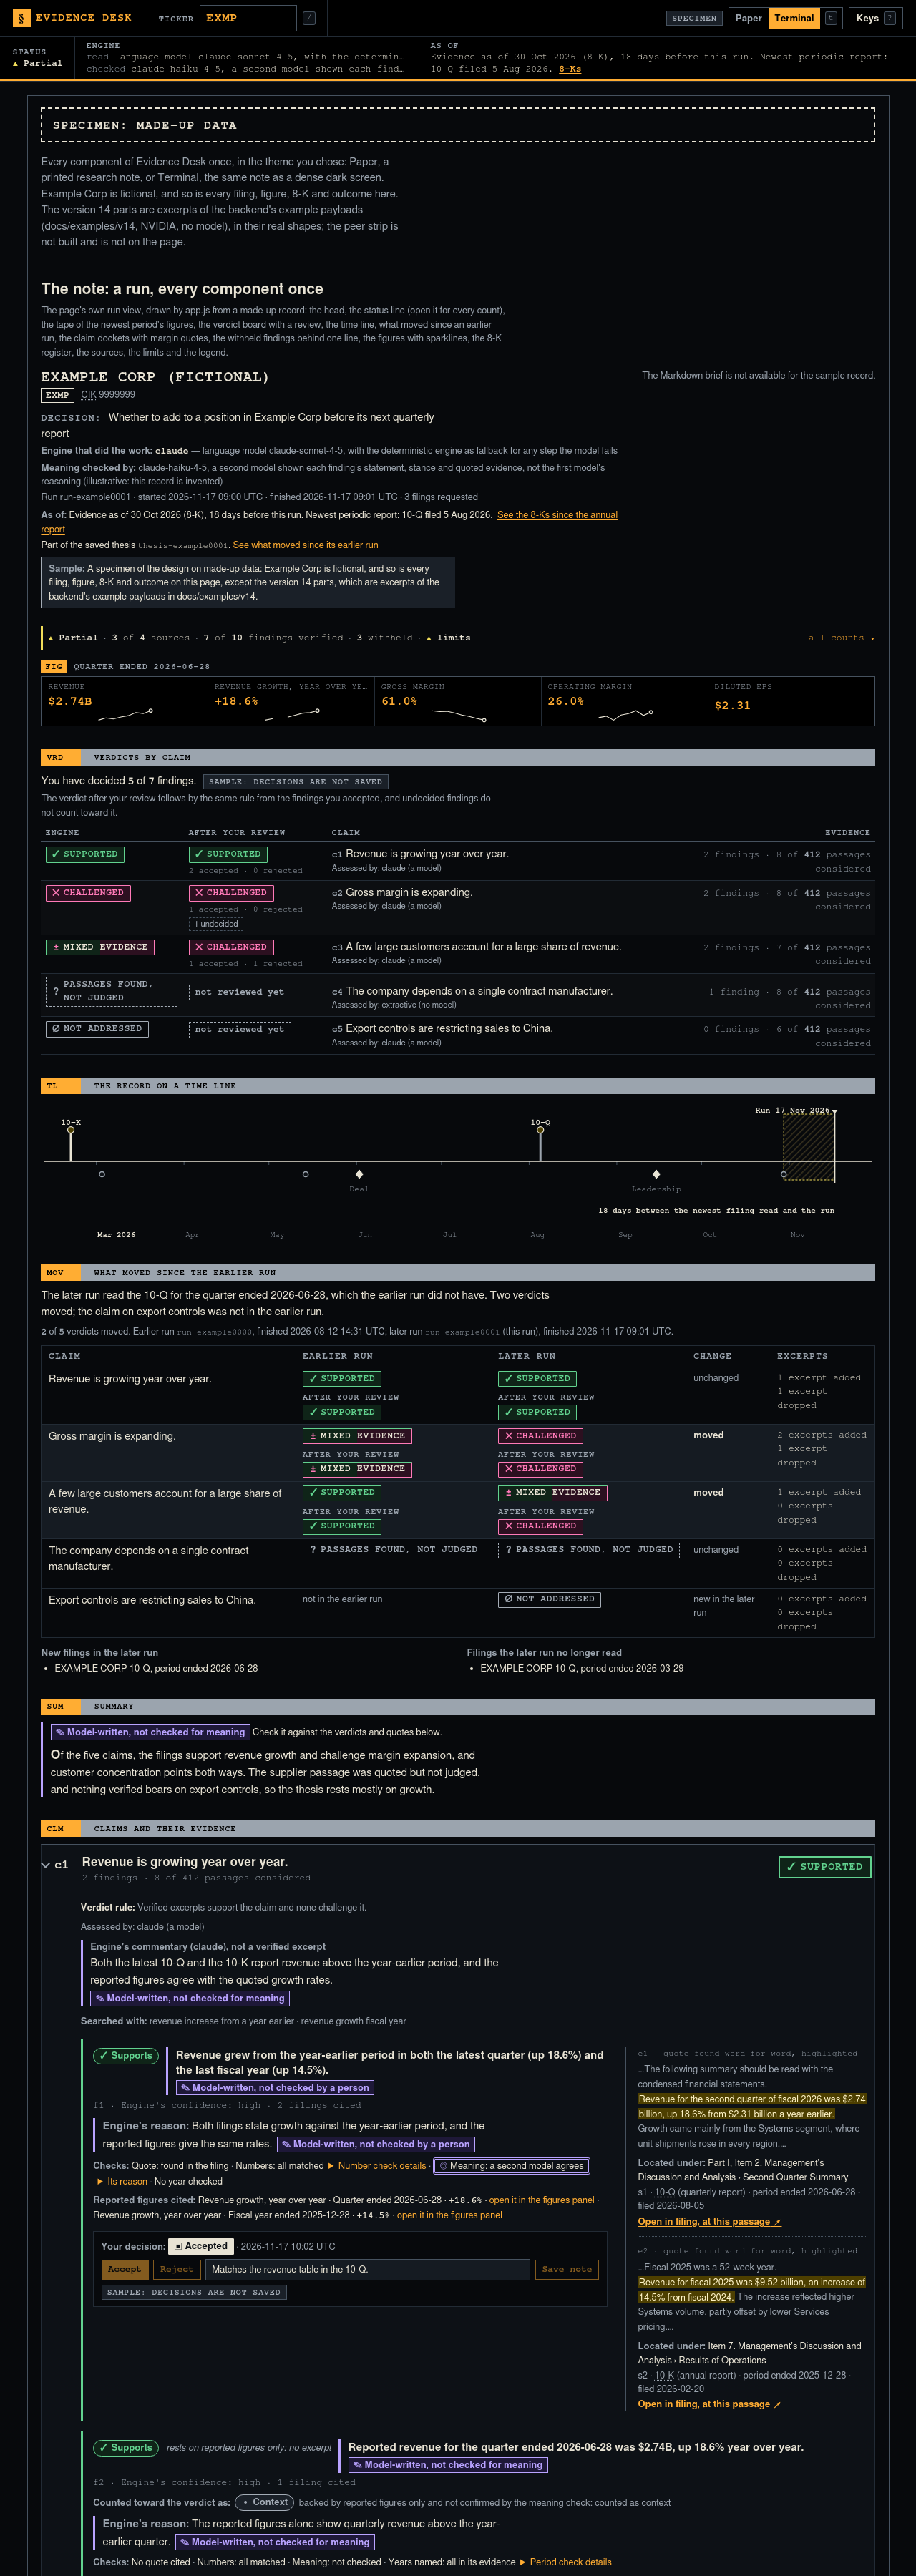 § EVIDENCE DESK TICKER EXMP / SPECIMEN Paper Terminal t Keys ?
STATUS
▲ Partial
ENGINE
read language model claude-sonnet-4-5, with the determin…
checked claude-haiku-4-5, a second model shown each find…
AS OF
Evidence as of 30 Oct 2026 (8-K), 18 days before this run. Newest periodic report:
10-Q filed 5 Aug 2026. 8-Ks
SPECIMEN: MADE-UP DATA
Every component of Evidence Desk once, in the theme you chose: Paper, a
printed research note, or Terminal, the same note as a dense dark screen.
Example Corp is fictional, and so is every filing, figure, 8-K and outcome here.
The version 14 parts are excerpts of the backend's example payloads
(docs/examples/v14, NVIDIA, no model), in their real shapes; the peer strip is
not built and is not on the page.
The note: a run, every component once
The page's own run view, drawn by app.js from a made-up record: the head, the status line (open it for every count),
the tape of the newest period's figures, the verdict board with a review, the time line, what moved since an earlier
run, the claim dockets with margin quotes, the withheld findings behind one line, the figures with sparklines, the 8-K
register, the sources, the limits and the legend.
EXAMPLE CORP (FICTIONAL)
The Markdown brief is not available for the sample record.
EXMP CIK 9999999
DECISION: Whether to add to a position in Example Corp before its next quarterly
report
Engine that did the work: claude — language model claude-sonnet-4-5, with the deterministic engine as fallback for any step the model fails
Meaning checked by: claude-haiku-4-5, a second model shown each finding's statement, stance and quoted evidence, not the first model's
reasoning (illustrative: this record is invented)
Run run-example0001 · started 2026-11-17 09:00 UTC · finished 2026-11-17 09:01 UTC · 3 filings requested
As of: Evidence as of 30 Oct 2026 (8-K), 18 days before this run. Newest periodic report: 10-Q filed 5 Aug 2026. See the 8-Ks since the annual
report
Part of the saved thesis thesis-example0001. See what moved since its earlier run
Sample: A specimen of the design on made-up data: Example Corp is fictional, and so is every
filing, figure, 8-K and outcome on this page, except the version 14 parts, which are excerpts of the
backend's example payloads in docs/examples/v14.
▲ Partial · 3 of 4 sources · 7 of 10 findings verified · 3 withheld · ▲ limits all counts
FIG QUARTER ENDED 2026-06-28
REVENUE
$2.74B
REVENUE GROWTH, YEAR OVER YE…
+18.6%
GROSS MARGIN
61.0%
OPERATING MARGIN
26.0%
DILUTED EPS
$2.31
VRD VERDICTS BY CLAIM
You have decided 5 of 7 findings. SAMPLE: DECISIONS ARE NOT SAVED
The verdict after your review follows by the same rule from the findings you accepted, and undecided findings do
not count toward it.
ENGINE AFTER YOUR REVIEW CLAIM EVIDENCE
✓ SUPPORTED ✓ SUPPORTED c1 Revenue is growing year over year. 2 findings · 8 of 412 passages
2 accepted · 0 rejected Assessed by: claude (a model) considered
✕ CHALLENGED ✕ CHALLENGED c2 Gross margin is expanding. 2 findings · 8 of 412 passages
1 accepted · 0 rejected Assessed by: claude (a model) considered
1 undecided
± MIXED EVIDENCE ✕ CHALLENGED c3 A few large customers account for a large share of revenue. 2 findings · 7 of 412 passages
1 accepted · 1 rejected Assessed by: claude (a model) considered
? PASSAGES FOUND, NOT JUDGED not reviewed yet c4 The company depends on a single contract manufacturer. 1 finding · 8 of 412 passages
Assessed by: extractive (no model) considered
Ø NOT ADDRESSED not reviewed yet c5 Export controls are restricting sales to China. 0 findings · 6 of 412 passages
Assessed by: claude (a model) considered
TL THE RECORD ON A TIME LINE
Run 17 Nov 2026
10-K 10-Q
Deal Leadership
18 days between the newest filing read and the run
Mar 2026 Apr May Jun Jul Aug Sep Oct Nov
MOV WHAT MOVED SINCE THE EARLIER RUN
The later run read the 10-Q for the quarter ended 2026-06-28, which the earlier run did not have. Two verdicts
moved; the claim on export controls was not in the earlier run.
2 of 5 verdicts moved. Earlier run run-example0000, finished 2026-08-12 14:31 UTC; later run run-example0001 (this run), finished 2026-11-17 09:01 UTC.
CLAIM EARLIER RUN LATER RUN CHANGE EXCERPTS
Revenue is growing year over year. ✓ SUPPORTED ✓ SUPPORTED unchanged 1 excerpt added
AFTER YOUR REVIEW AFTER YOUR REVIEW 1 excerpt
✓ SUPPORTED ✓ SUPPORTED dropped
Gross margin is expanding. ± MIXED EVIDENCE ✕ CHALLENGED moved 2 excerpts added
AFTER YOUR REVIEW AFTER YOUR REVIEW 1 excerpt
± MIXED EVIDENCE ✕ CHALLENGED dropped
A few large customers account for a large share of ✓ SUPPORTED ± MIXED EVIDENCE moved 1 excerpt added
revenue. AFTER YOUR REVIEW AFTER YOUR REVIEW 0 excerpts
✓ SUPPORTED ✕ CHALLENGED dropped
The company depends on a single contract ? PASSAGES FOUND, NOT JUDGED ? PASSAGES FOUND, NOT JUDGED unchanged 0 excerpts added
manufacturer. 0 excerpts
dropped
Export controls are restricting sales to China. not in the earlier run Ø NOT ADDRESSED new in the later 0 excerpts added
run 0 excerpts
dropped
New filings in the later run Filings the later run no longer read
• EXAMPLE CORP 10-Q, period ended 2026-06-28 • EXAMPLE CORP 10-Q, period ended 2026-03-29
SUM SUMMARY
✎ Model-written, not checked for meaning Check it against the verdicts and quotes below.
Of the five claims, the filings support revenue growth and challenge margin expansion, and
customer concentration points both ways. The supplier passage was quoted but not judged,
and nothing verified bears on export controls, so the thesis rests mostly on growth.
CLM CLAIMS AND THEIR EVIDENCE
c1 Revenue is growing year over year. ✓ SUPPORTED
2 findings · 8 of 412 passages considered
Verdict rule: Verified excerpts support the claim and none challenge it.
Assessed by: claude (a model)
Engine's commentary (claude), not a verified excerpt
Both the latest 10-Q and the 10-K report revenue above the year-earlier period, and the
reported figures agree with the quoted growth rates.
✎ Model-written, not checked for meaning
Searched with: revenue increase from a year earlier · revenue growth fiscal year
✓ Supports Revenue grew from the year-earlier period in both the latest quarter (up 18.6%) and
the last fiscal year (up 14.5%).
✎ Model-written, not checked by a person
f1 · Engine's confidence: high · 2 filings cited
Engine's reason: Both filings state growth against the year-earlier period, and the
reported figures give the same rates. ✎ Model-written, not checked by a person
Checks: Quote: found in the filing · Numbers: all matched ▶ Number check details · ◎ Meaning: a second model agrees
▶ Its reason · No year checked
Reported figures cited: Revenue growth, year over year · Quarter ended 2026-06-28 · +18.6% · open it in the figures panel ·
Revenue growth, year over year · Fiscal year ended 2025-12-28 · +14.5% · open it in the figures panel
Your decision: ▣ Accepted · 2026-11-17 10:02 UTC
Accept Reject Matches the revenue table in the 10-Q. Save note
SAMPLE: DECISIONS ARE NOT SAVED
e1 · quote found word for word, highlighted
…The following summary should be read with the
condensed financial statements.
Revenue for the second quarter of fiscal 2026 was $2.74
billion, up 18.6% from $2.31 billion a year earlier.
Growth came mainly from the Systems segment, where
unit shipments rose in every region.…
Located under: Part I, Item 2. Management's
Discussion and Analysis › Second Quarter Summary
s1 · 10-Q (quarterly report) · period ended 2026-06-28 ·
filed 2026-08-05
Open in filing, at this passage ↗
e2 · quote found word for word, highlighted
…Fiscal 2025 was a 52-week year.
Revenue for fiscal 2025 was $9.52 billion, an increase of
14.5% from fiscal 2024. The increase reflected higher
Systems volume, partly offset by lower Services
pricing.…
Located under: Item 7. Management's Discussion and
Analysis › Results of Operations
s2 · 10-K (annual report) · period ended 2025-12-28 ·
filed 2026-02-20
Open in filing, at this passage ↗
✓ Supports rests on reported figures only: no excerpt Reported revenue for the quarter ended 2026-06-28 was $2.74B, up 18.6% year over year.
✎ Model-written, not checked for meaning
f2 · Engine's confidence: high · 1 filing cited
Counted toward the verdict as: • Context backed by reported figures only and not confirmed by the meaning check: counted as context
Engine's reason: The reported figures alone show quarterly revenue above the year-
earlier quarter. ✎ Model-written, not checked for meaning
Checks: No quote cited · Numbers: all matched · Meaning: not checked · Years named: all in its evidence ▶ Period check details